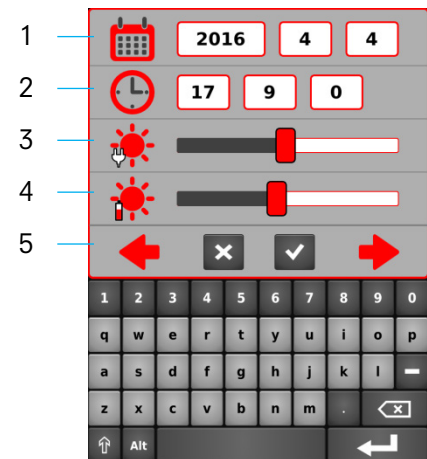 1 2016 4 4
2 17 9 0
3
4
5
1 2 3 4 5 6 7 8 9 0
q w e r t y u i o p
a s d f g h j k l -
z x c v b n m .
Alt